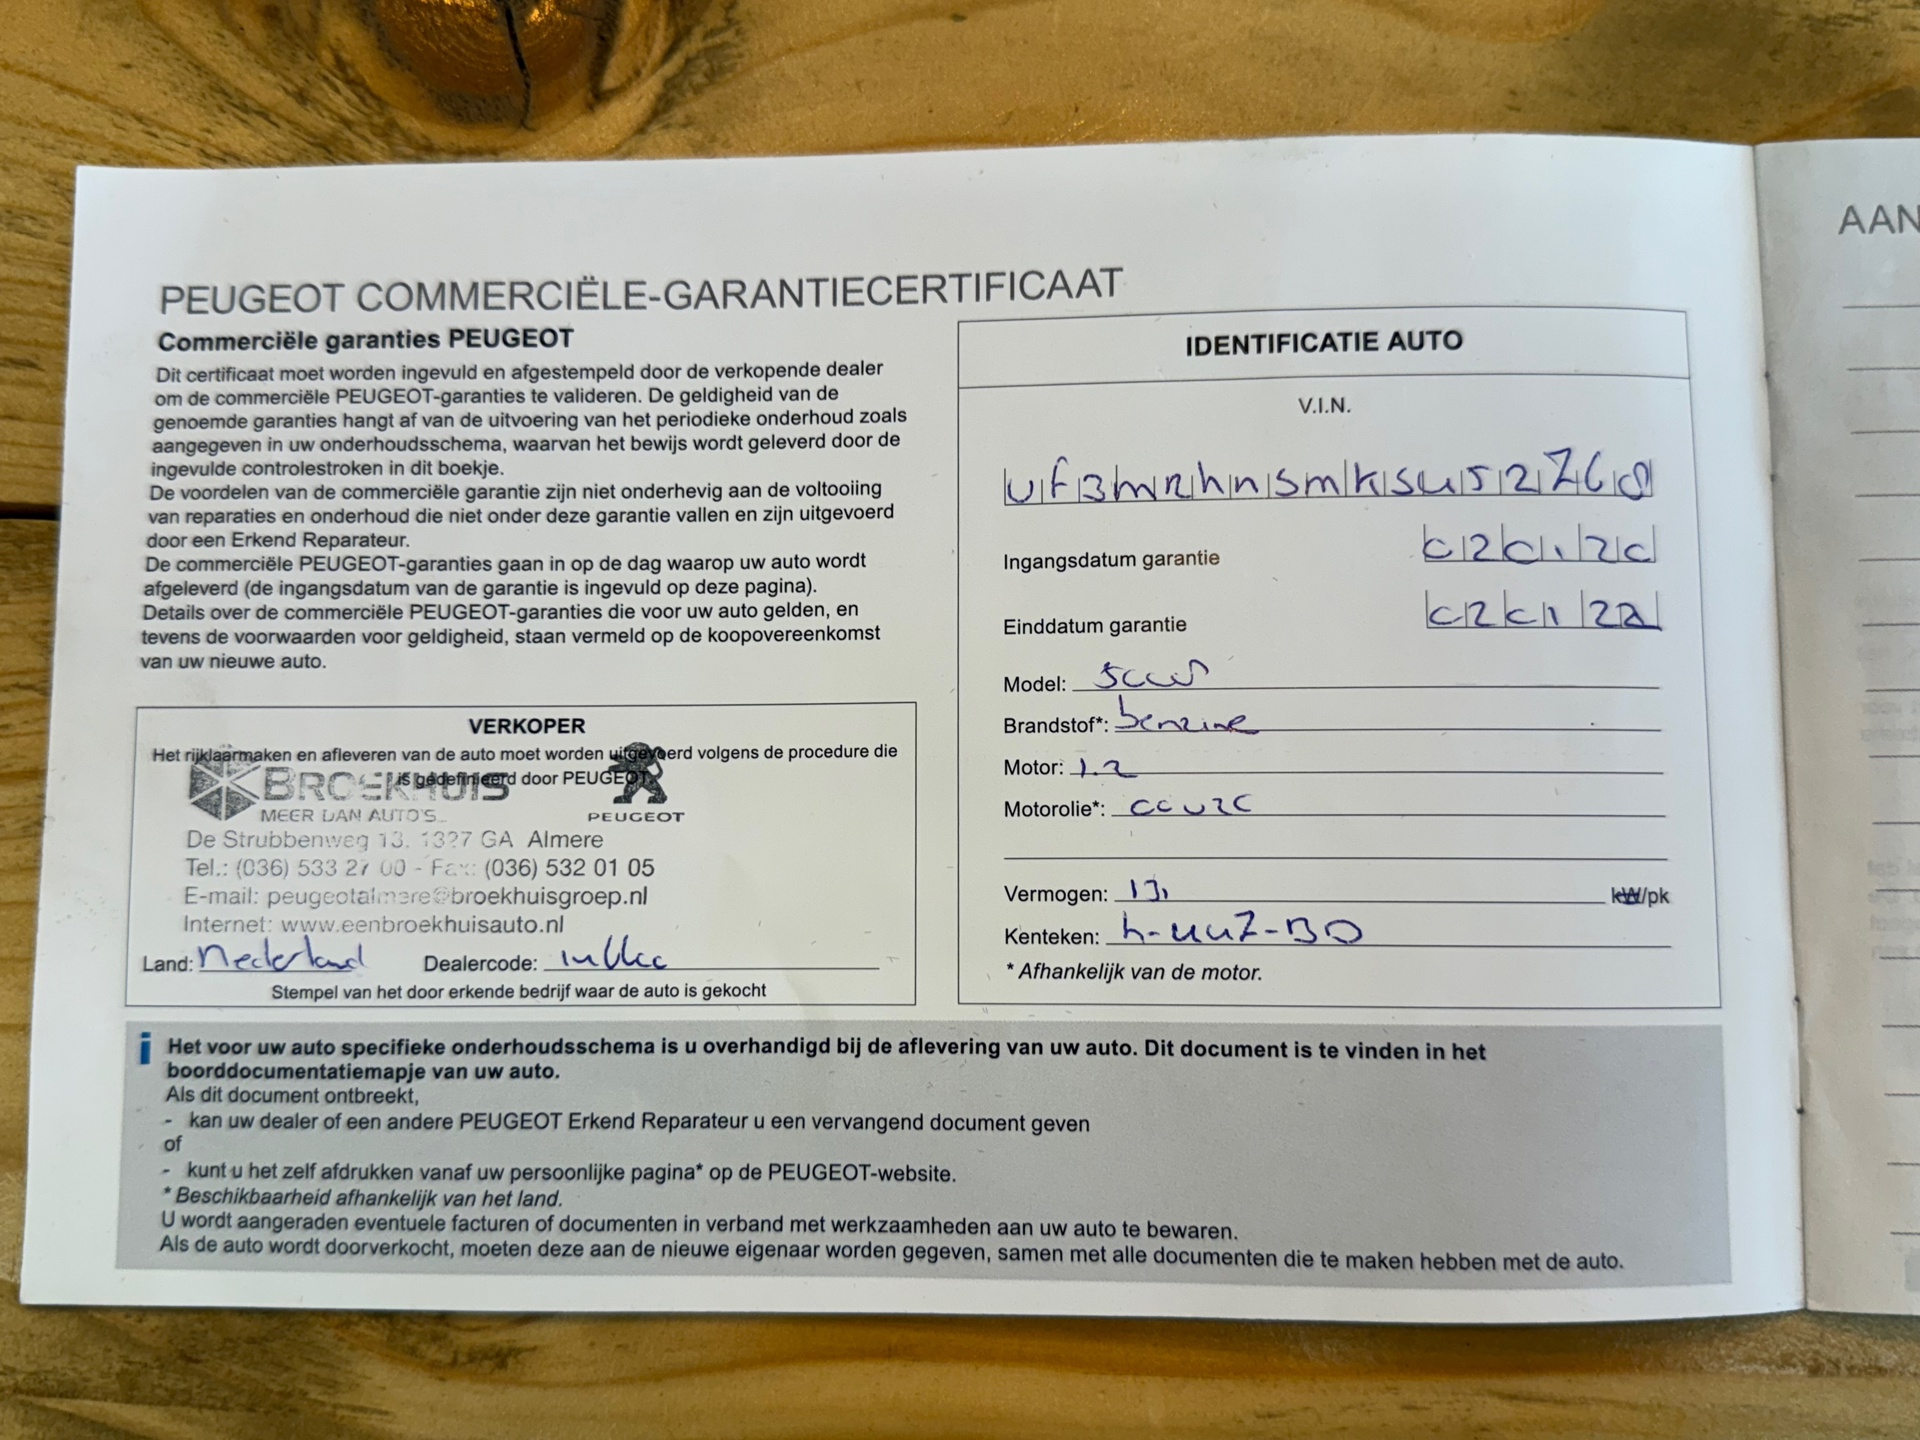 PEUGEOT COMMERCIËLE-GARANTIECERTIFICAAT
Commerciële garanties PEUGEOT
Dit certificaat moet worden ingevuld en afgestempeld door de verkopende dealer
om de commerciële PEUGEOT-garanties te valideren. De geldigheid van de
genoemde garanties hangt af van de uitvoering van het periodieke onderhoud zoals
aangegeven in uw onderhoudsschema, waarvan het bewijs wordt geleverd door de
ingevulde controlestroken in dit boekje.
De voordelen van de commerciële garantie zijn niet onderhevig aan de voltooiing
van reparaties en onderhoud die niet onder deze garantie vallen en zijn uitgevoerd
door een Erkend Reparateur.
De commerciële PEUGEOT-garanties gaan in op de dag waarop uw auto wordt
afgeleverd (de ingangsdatum van de garantie is ingevuld op deze pagina).
Details over de commerciële PEUGEOT-garanties die voor uw auto gelden, en
tevens de voorwaarden voor geldigheid, staan vermeld op de koopovereenkomst
van uw nieuwe auto.
VERKOPER
Het rijklaarmaken en afleveren van de auto moet worden uitgevoerd volgens de procedure die
is gedefinieerd door PEUGEOT.
BROEKHUIS
MEER DAN AUTO'S..
PEUGEOT
De Strubbenweg 13, 1327 GA Almere
Tel.: (036) 533 27 00 - Fax: (036) 532 01 05
E-mail: peugeotalmere@broekhuisgroep.nl
Internet: www.eenbroekhuisauto.nl
Land: Nederland Dealercode:
Stempel van het door erkende bedrijf waar de auto is gekocht
IDENTIFICATIE AUTO
V.I.N.
Ingangsdatum garantie 02 01 20
Einddatum garantie 02 01 22
Model:
Brandstof*: benzine
Motor: 1.2
Motorolie*:
Vermogen: 131 kW/pk
Kenteken:
* Afhankelijk van de motor.
i Het voor uw auto specifieke onderhoudsschema is u overhandigd bij de aflevering van uw auto. Dit document is te vinden in het
boorddocumentatiemapje van uw auto.
Als dit document ontbreekt,
- kan uw dealer of een andere PEUGEOT Erkend Reparateur u een vervangend document geven
of
- kunt u het zelf afdrukken vanaf uw persoonlijke pagina* op de PEUGEOT-website.
* Beschikbaarheid afhankelijk van het land.
U wordt aangeraden eventuele facturen of documenten in verband met werkzaamheden aan uw auto te bewaren.
Als de auto wordt doorverkocht, moeten deze aan de nieuwe eigenaar worden gegeven, samen met alle documenten die te maken hebben met de auto.
AAN